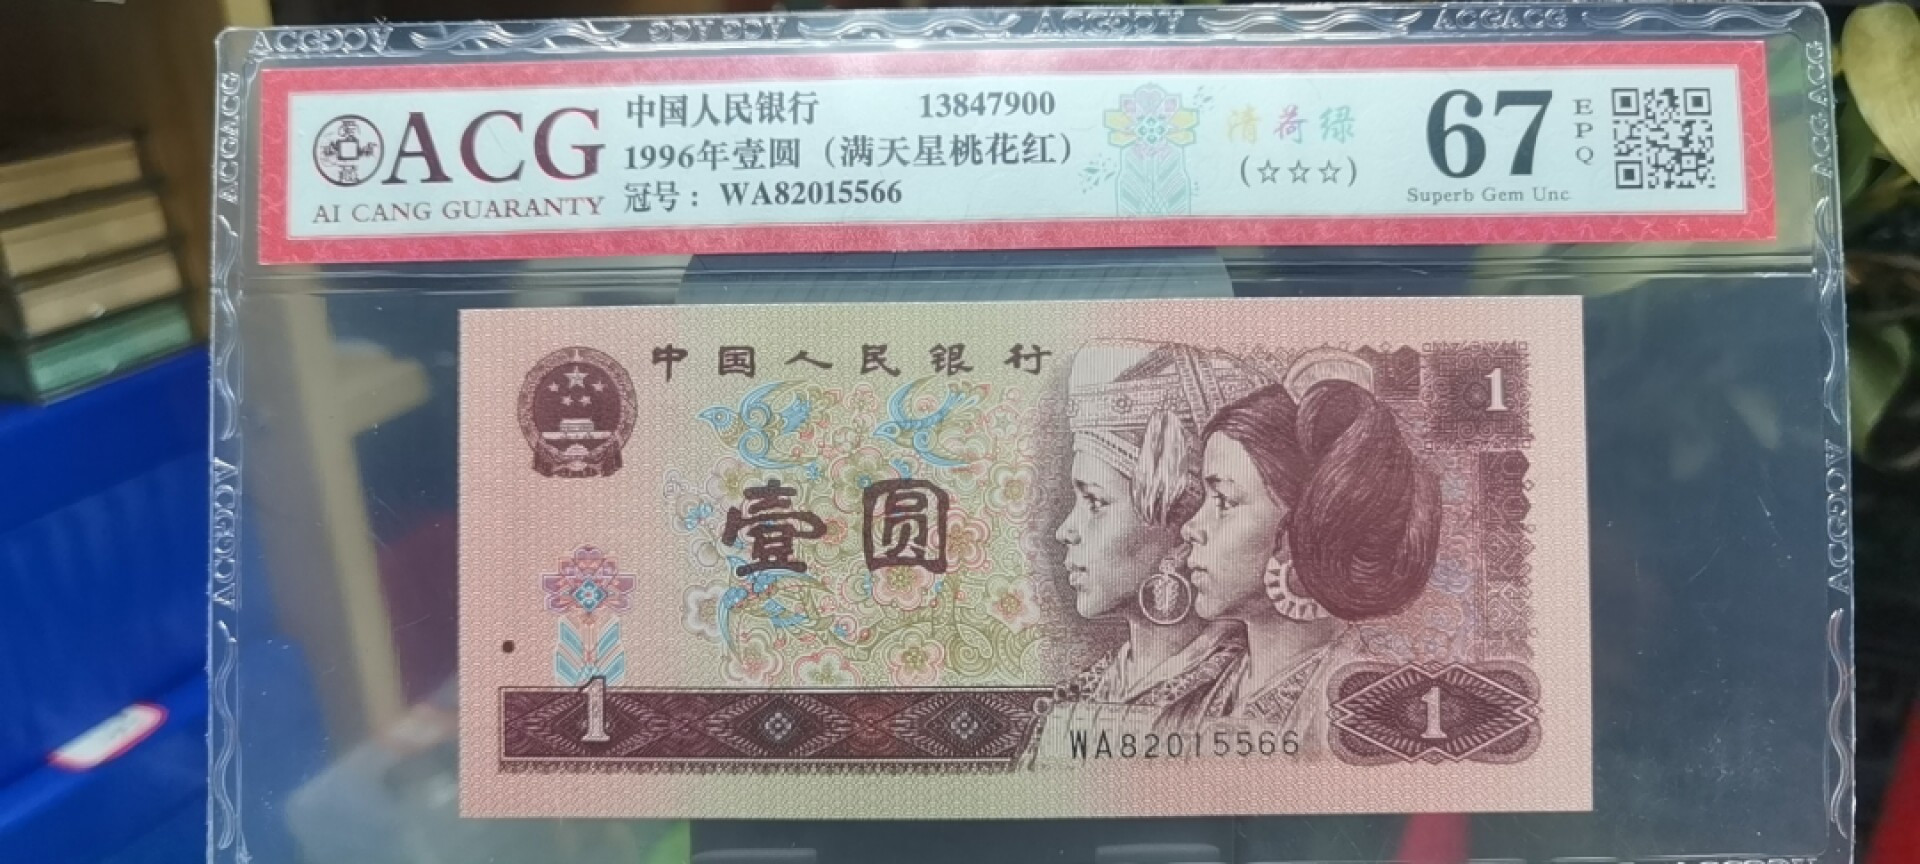 ACG
AI CANG GUARANTY
中国人民银行 13847900
1996年壹圆（满天星桃花红）
冠号：WA82015566
清荷绿
(☆☆☆)
67
EPQ
Superb Gem Unc
中国人民银行
1
壹圆
1
1
WA82015566